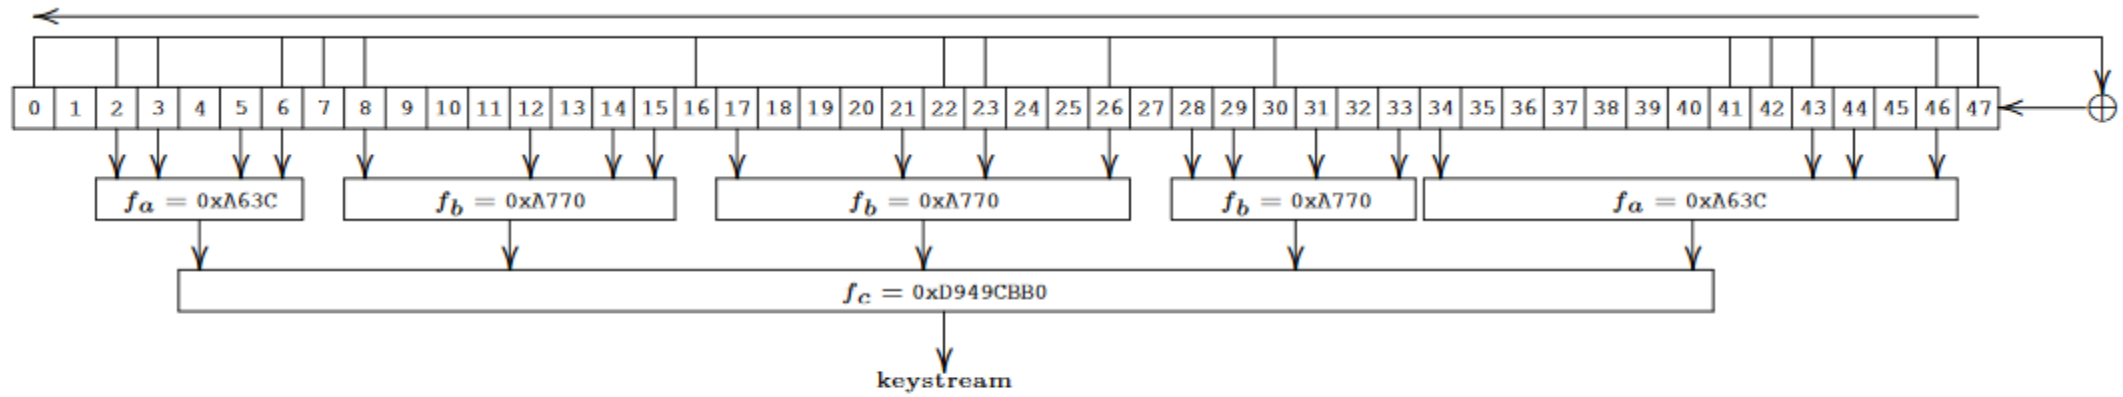 0 1 2 3 4 5 6 7 8 9 10 11 12 13 14 15 16 17 18 19 20 21 22 23 24 25 26 27 28 29 30 31 32 33 34 35 36 37 38 39 40 41 42 43 44 45 46 47
fa = 0xA63C fb = 0xA770 fb = 0xA770 fb = 0xA770 fa = 0xA63C
fc = 0xD949CBB0
keystream